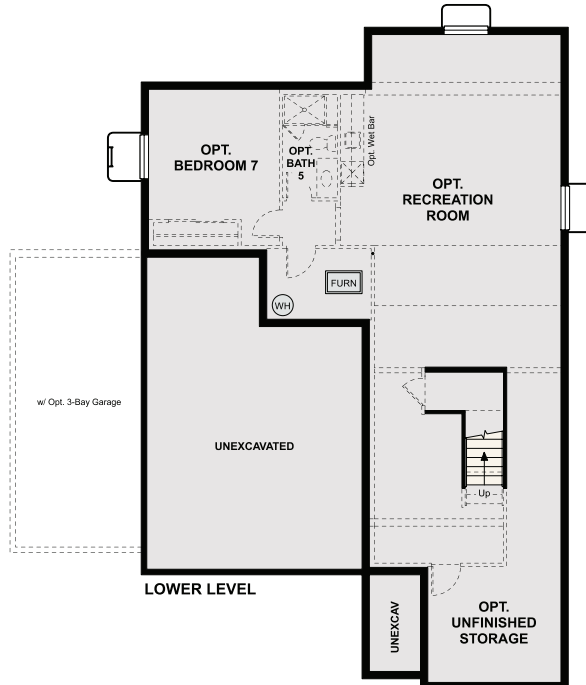 OPT.
BEDROOM 7
OPT.
BATH
5
Opt. Wet Bar
OPT.
RECREATION
ROOM
FURN
WH
w/ Opt. 3-Bay Garage
UNEXCAVATED
Up
LOWER LEVEL
UNEXCAV
OPT.
UNFINISHED
STORAGE